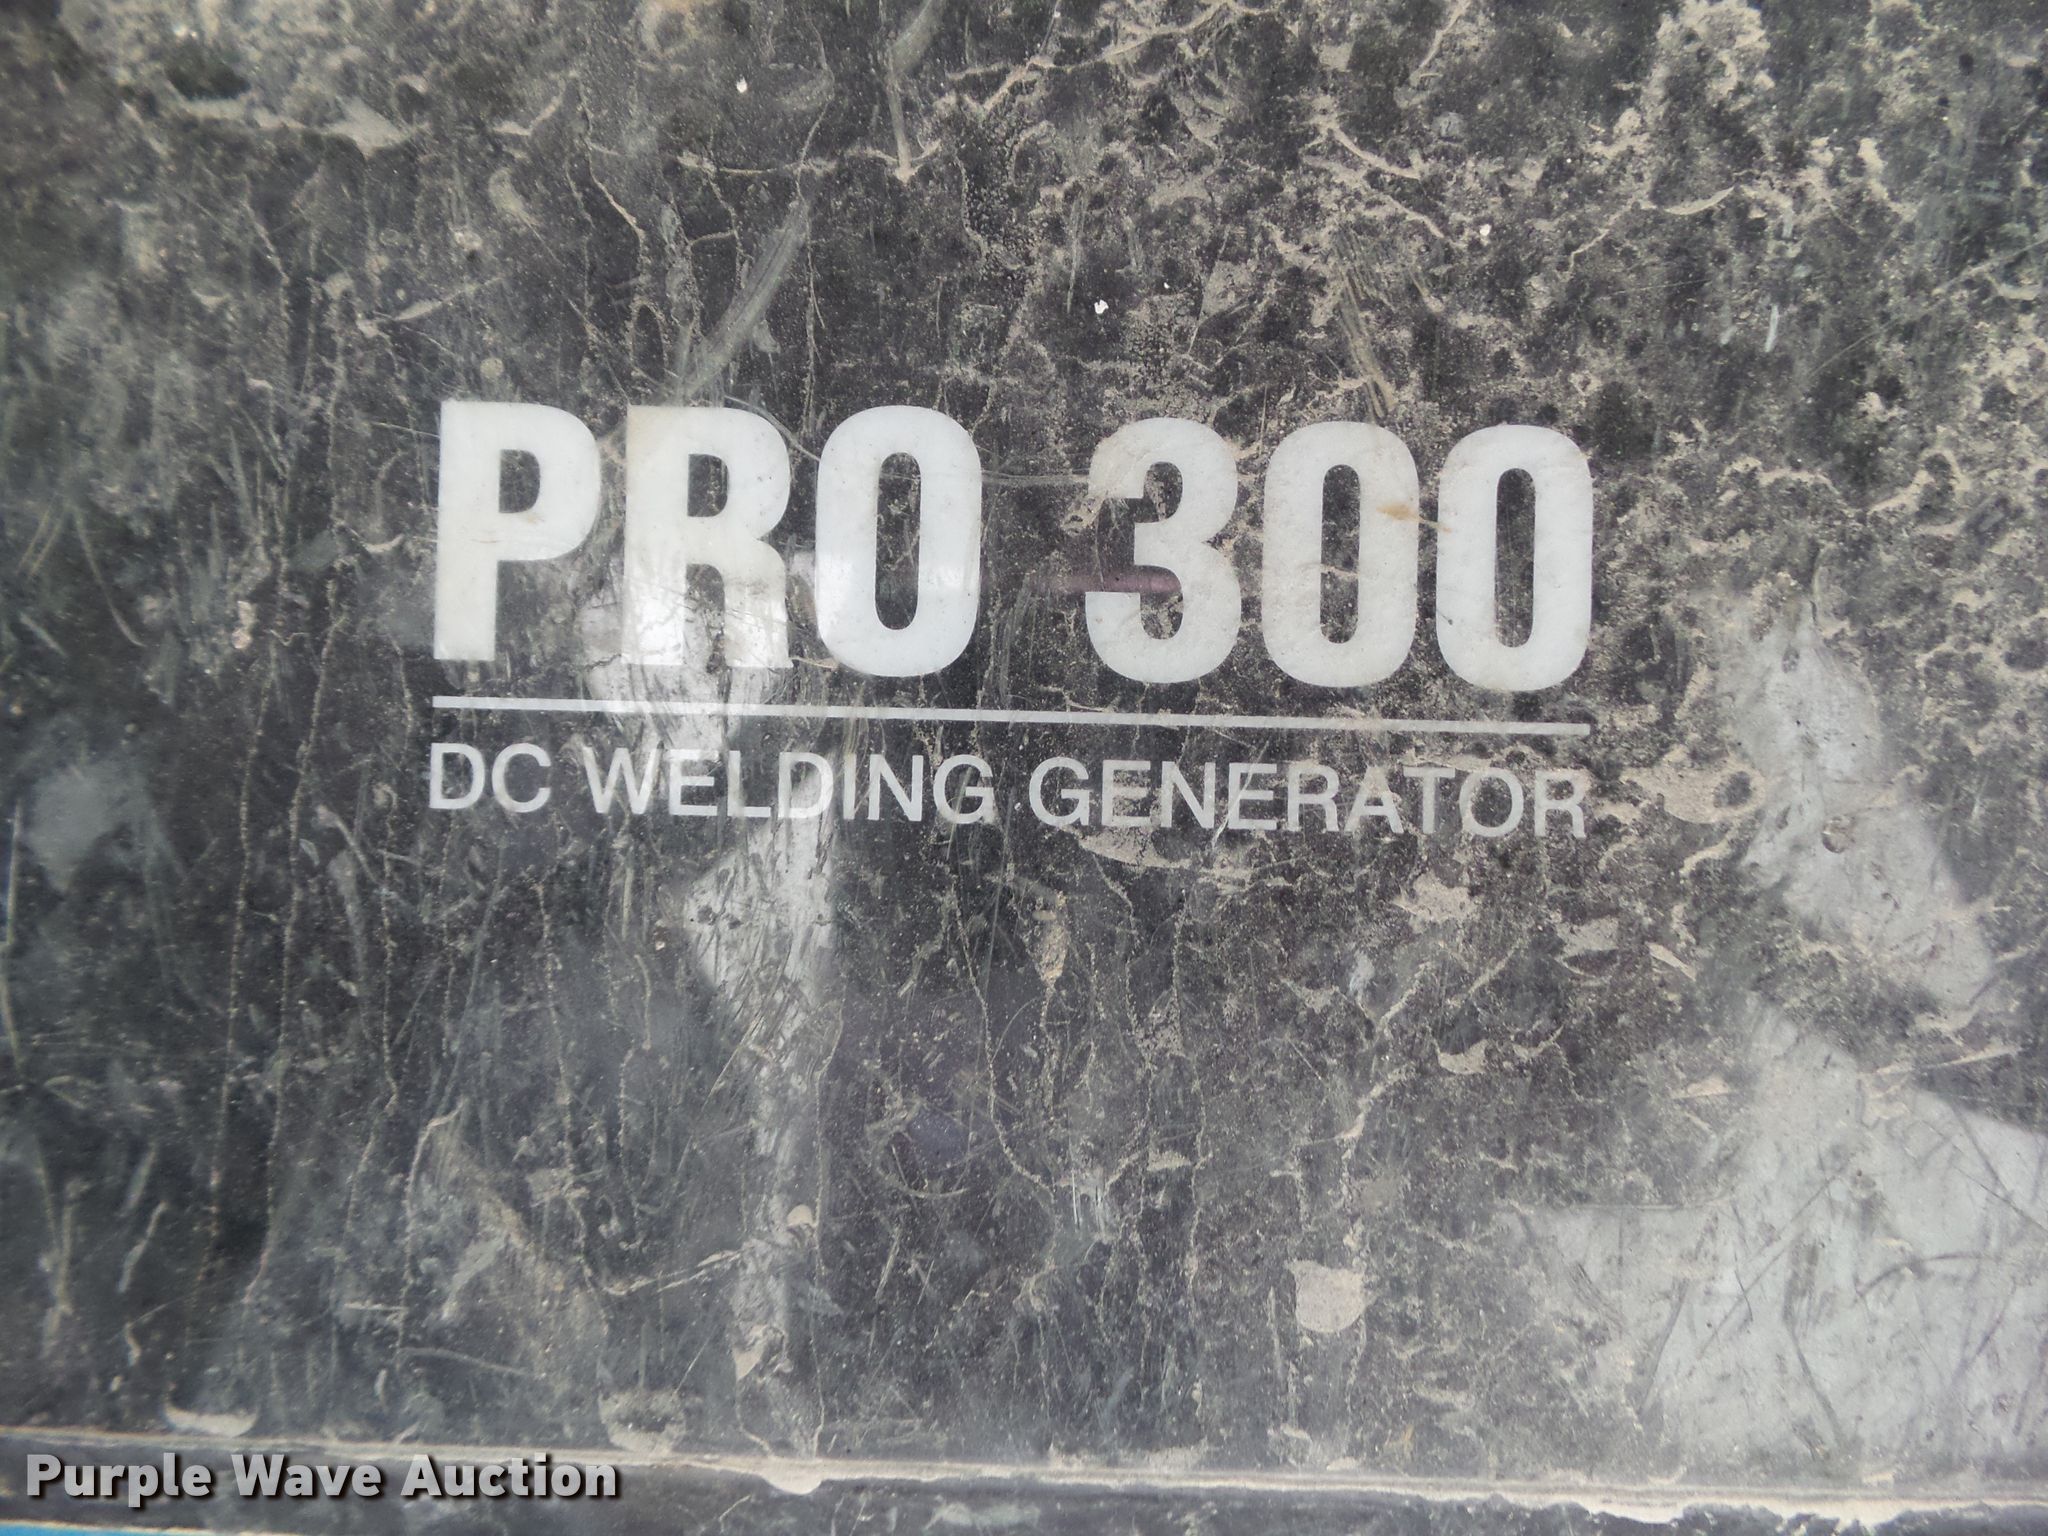 PRO 300
DC WELDING GENERATOR
Purple Wave Auction